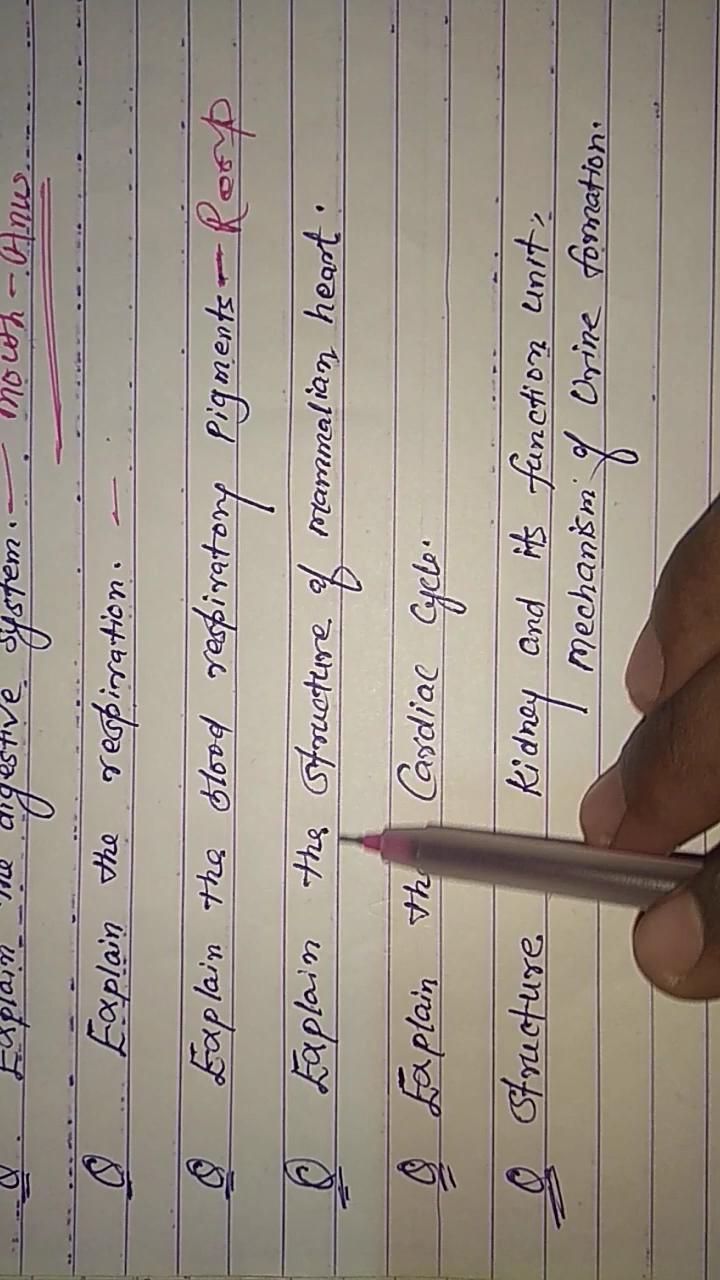 Q. Explain the digestive system. — mouth - Anus
Q Explain the respiration. —
Q Explain the blood respiratory pigments —
Q Explain the structure of mammalian heart.
Q Explain the Cardiac Cycle.
Q Structure Kidney and its function unit,
mechanism of Urine formation.